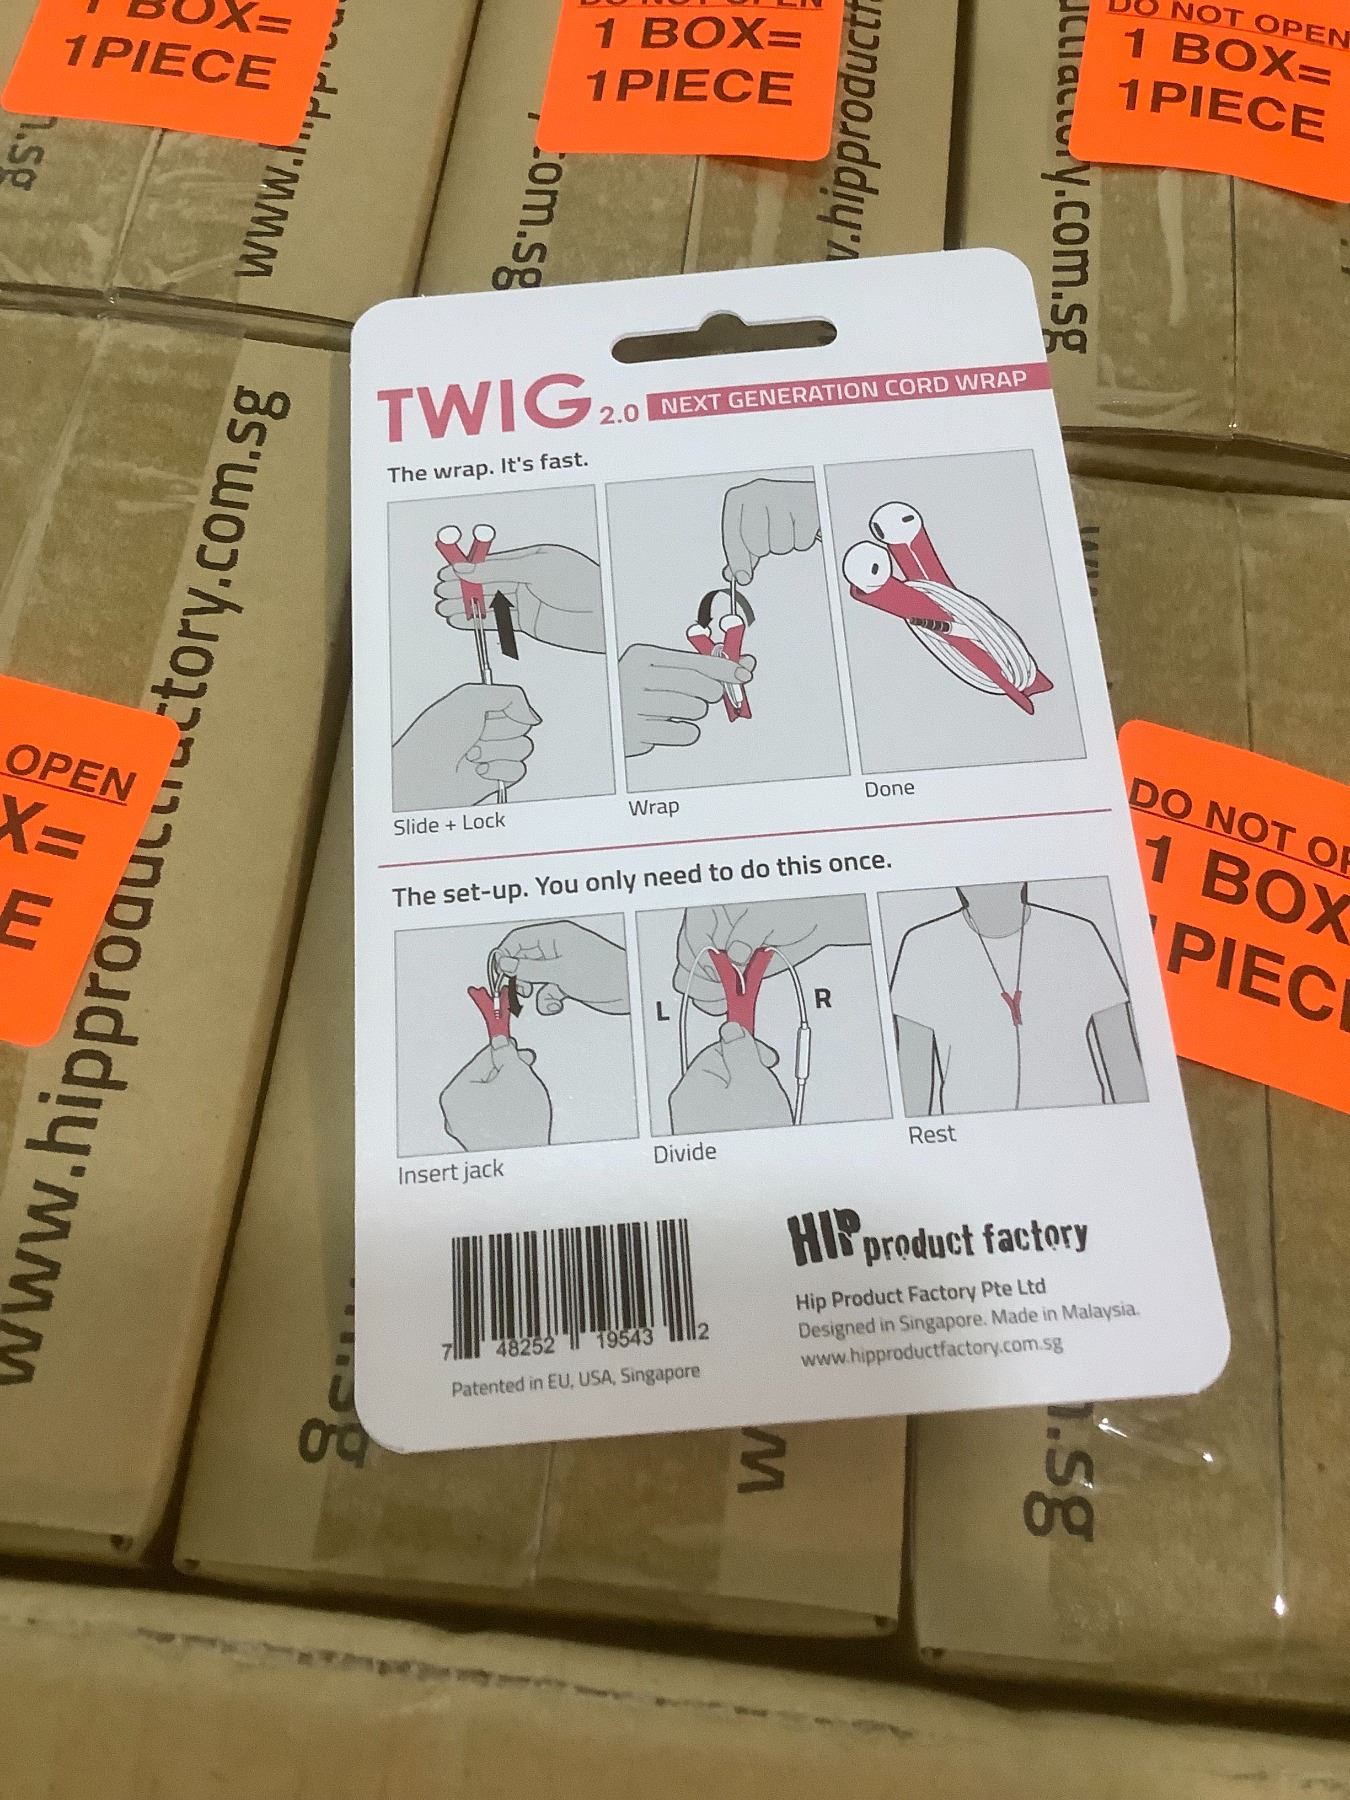 1 BOX=
1PIECE
1 BOX=
1PIECE
DO NOT OPEN
1 BOX=
1PIECE
www.hipproductfactory.com.sg
TWIG 2.0 NEXT GENERATION CORD WRAP
The wrap. It's fast.
Slide + Lock
Wrap
Done
The set-up. You only need to do this once.
L
R
Insert jack
Divide
Rest
7 48252 19543 2
Patented in EU, USA, Singapore
HIP product factory
Hip Product Factory Pte Ltd
Designed in Singapore. Made in Malaysia.
www.hipproductfactory.com.sg
OPEN
X=
E
DO NOT OP
1 BOX
1PIEC
.com.sg
.sg